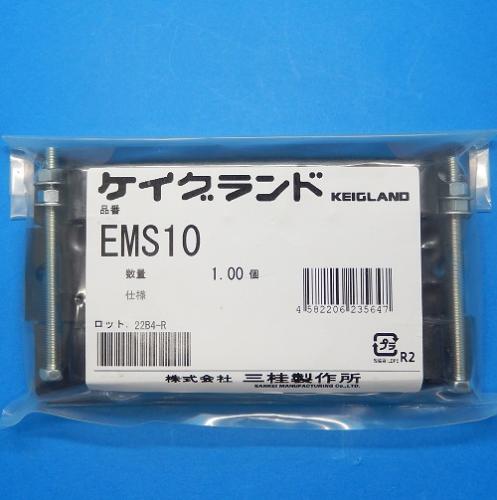 ケイグランド KEIGLAND
品番
EMS10
数量 1.00 個
仕様
4 582206 235647
ロット. 22B4-R
プラ
R2
株式会社 三桂製作所
SANKEI MANUFACTURING CO.,LTD.